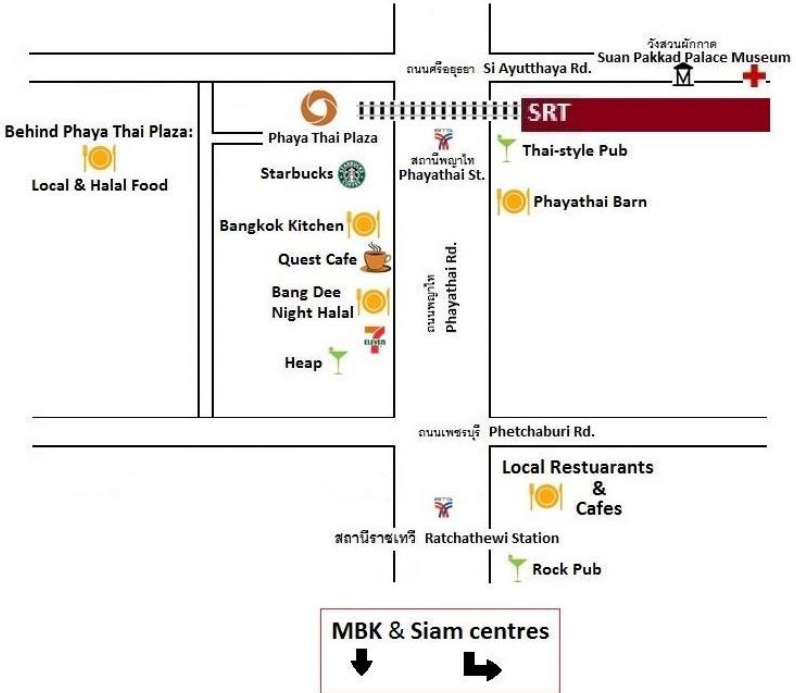 วังสวนผักกาด
Suan Pakkad Palace Museum
ถนนศรีอยุธยา Si Ayutthaya Rd.
M
SRT
Behind Phaya Thai Plaza:
Local & Halal Food
Phaya Thai Plaza
BTS
สถานีพญาไท
Phayathai St.
Thai-style Pub
Starbucks
Phayathai Barn
Bangkok Kitchen
Quest Cafe
ถนนพญาไท
Phayathai Rd.
Bang Dee
Night Halal
7
ELEVEN
Heap
ถนนเพชรบุรี Phetchaburi Rd.
Local Restuarants
&
Cafes
BTS
สถานีราชเทวี Ratchathewi Station
Rock Pub
MBK & Siam centres